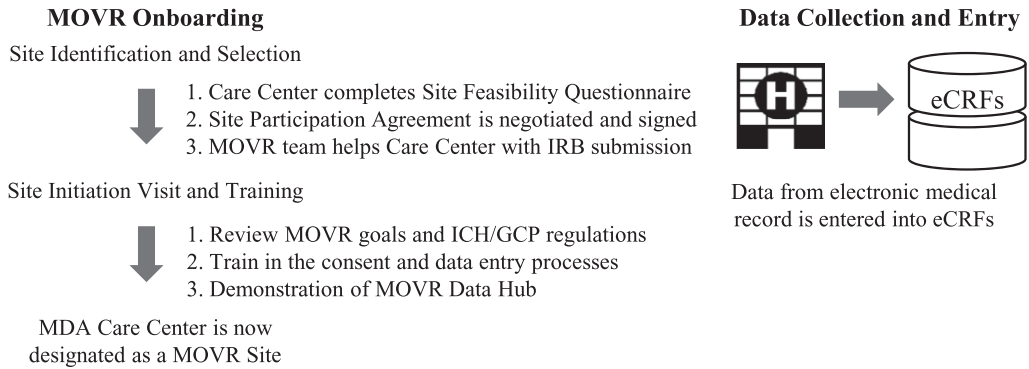 MOVR Onboarding
Site Identification and Selection
1. Care Center completes Site Feasibility Questionnaire
2. Site Participation Agreement is negotiated and signed
3. MOVR team helps Care Center with IRB submission
Site Initiation Visit and Training
1. Review MOVR goals and ICH/GCP regulations
2. Train in the consent and data entry processes
3. Demonstration of MOVR Data Hub
MDA Care Center is now
designated as a MOVR Site
Data Collection and Entry
H
eCRFs
Data from electronic medical
record is entered into eCRFs